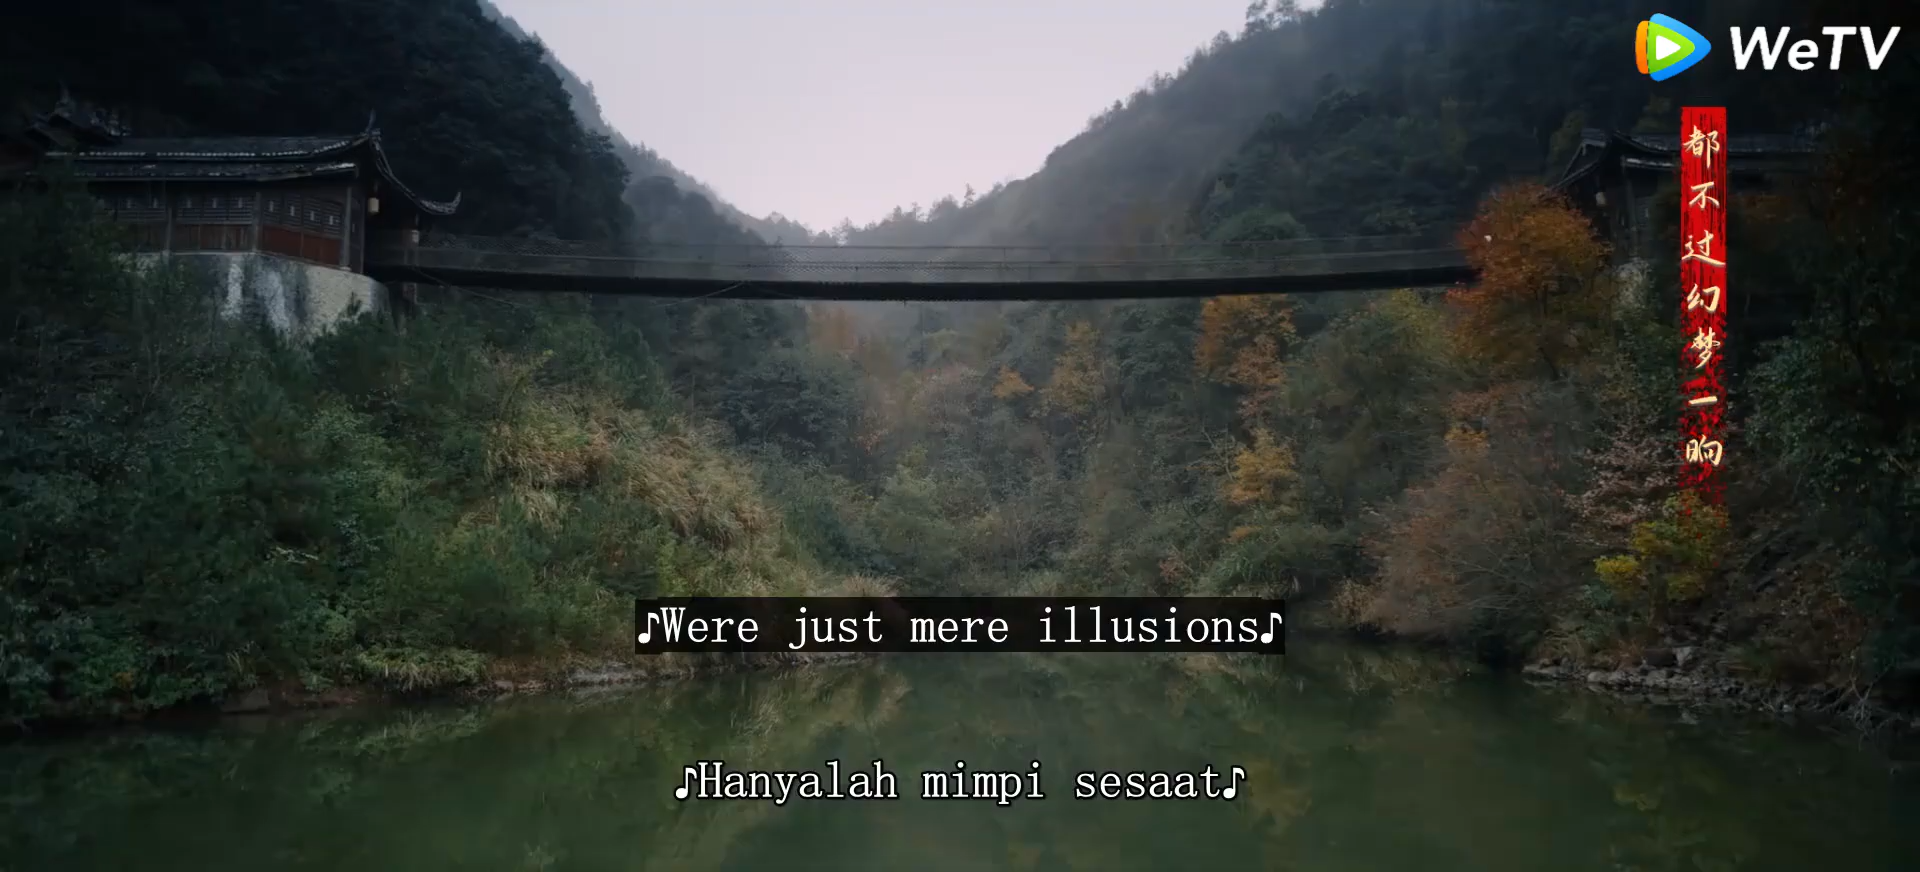 WeTV
都不过幻梦一晌
♪Were just mere illusions♪
♪Hanyalah mimpi sesaat♪